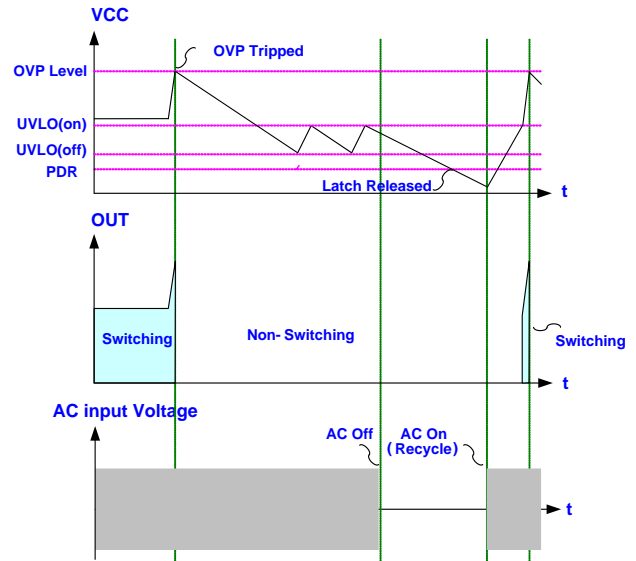 VCC
OVP Tripped
OVP Level
UVLO(on)
UVLO(off)
PDR
Latch Released
t
OUT
Switching
Non- Switching
Switching
t
AC input Voltage
AC Off
AC On
( Recycle)
t